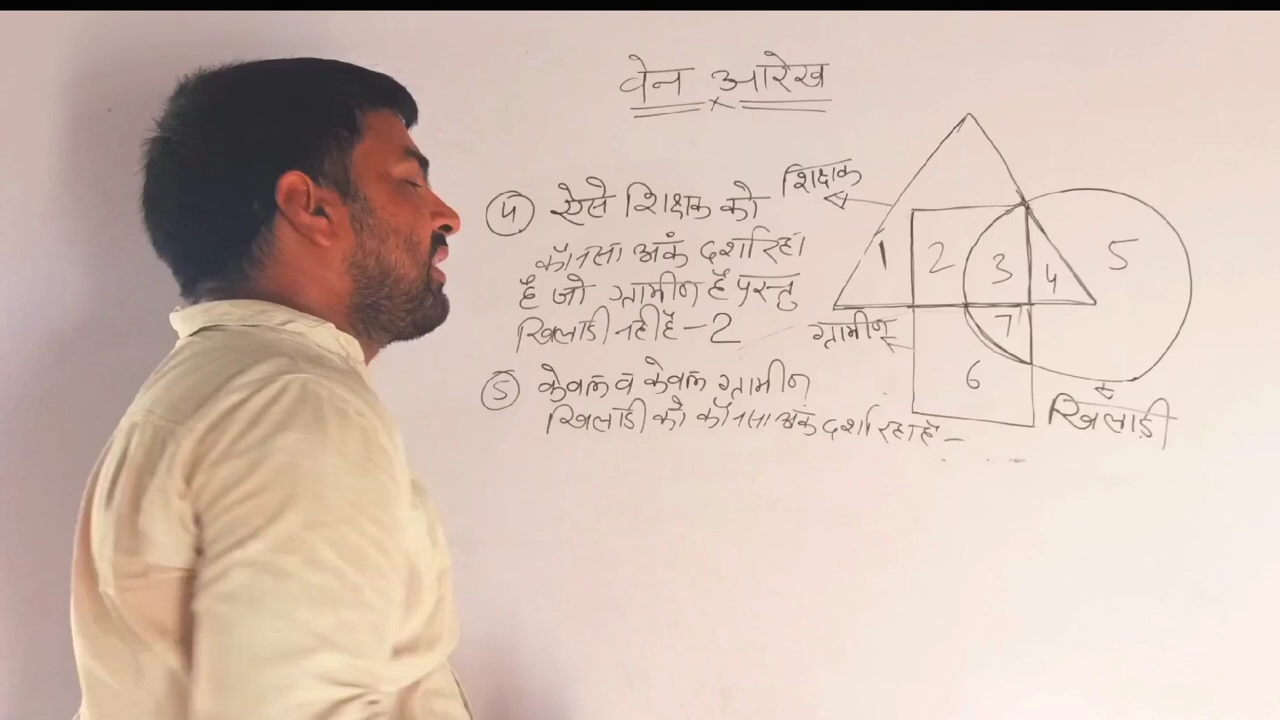 वेन आरेख
④ ऐसे शिक्षक को
कौनसा अंक दर्शा रहा
है जो ग्रामीण है परन्तु
खिलाडी नही है – 2
⑤ केवल व केवल ग्रामीण
खिलाडी को कौनसा अंक दर्शा रहा है –
शिक्षक
1 2 3 4 5
ग्रामीण
7
6
खिलाड़ी